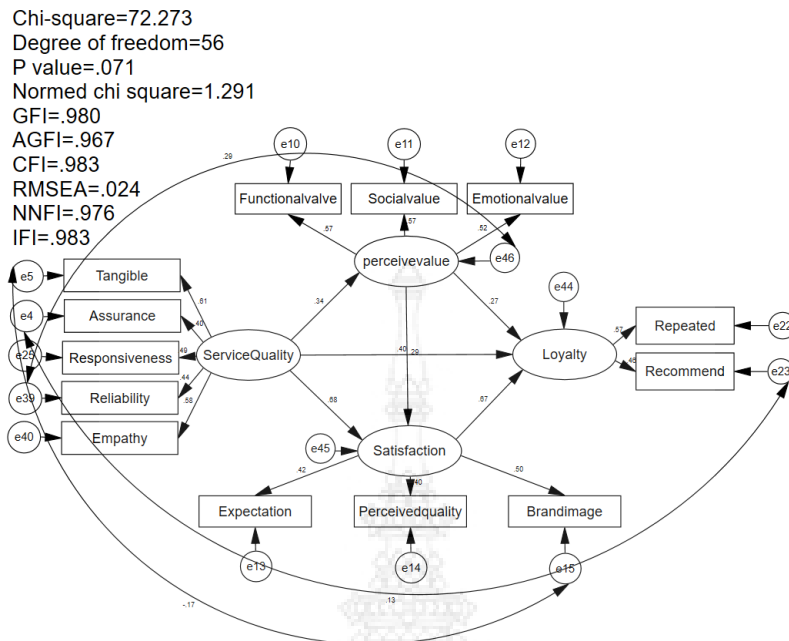 Chi-square=72.273
Degree of freedom=56
P value=.071
Normed chi square=1.291
GFI=.980
AGFI=.967
CFI=.983
RMSEA=.024
NNFI=.976
IFI=.983
.29
e10
e11
e12
Functionalvalve
Socialvalue
Emotionalvalue
.57
.57
.52
perceivevalue
e46
e5
Tangible
e4
Assurance
e25
Responsiveness
e39
Reliability
e40
Empathy
.61
.40
.49
.44
.58
ServiceQuality
.34
.27
.40
.29
.68
.67
e44
Loyalty
.57
.46
Repeated
e22
Recommend
e23
e45
Satisfaction
.42
.40
.50
Expectation
Perceivedquality
Brandimage
e13
e14
e15
-.17
.13